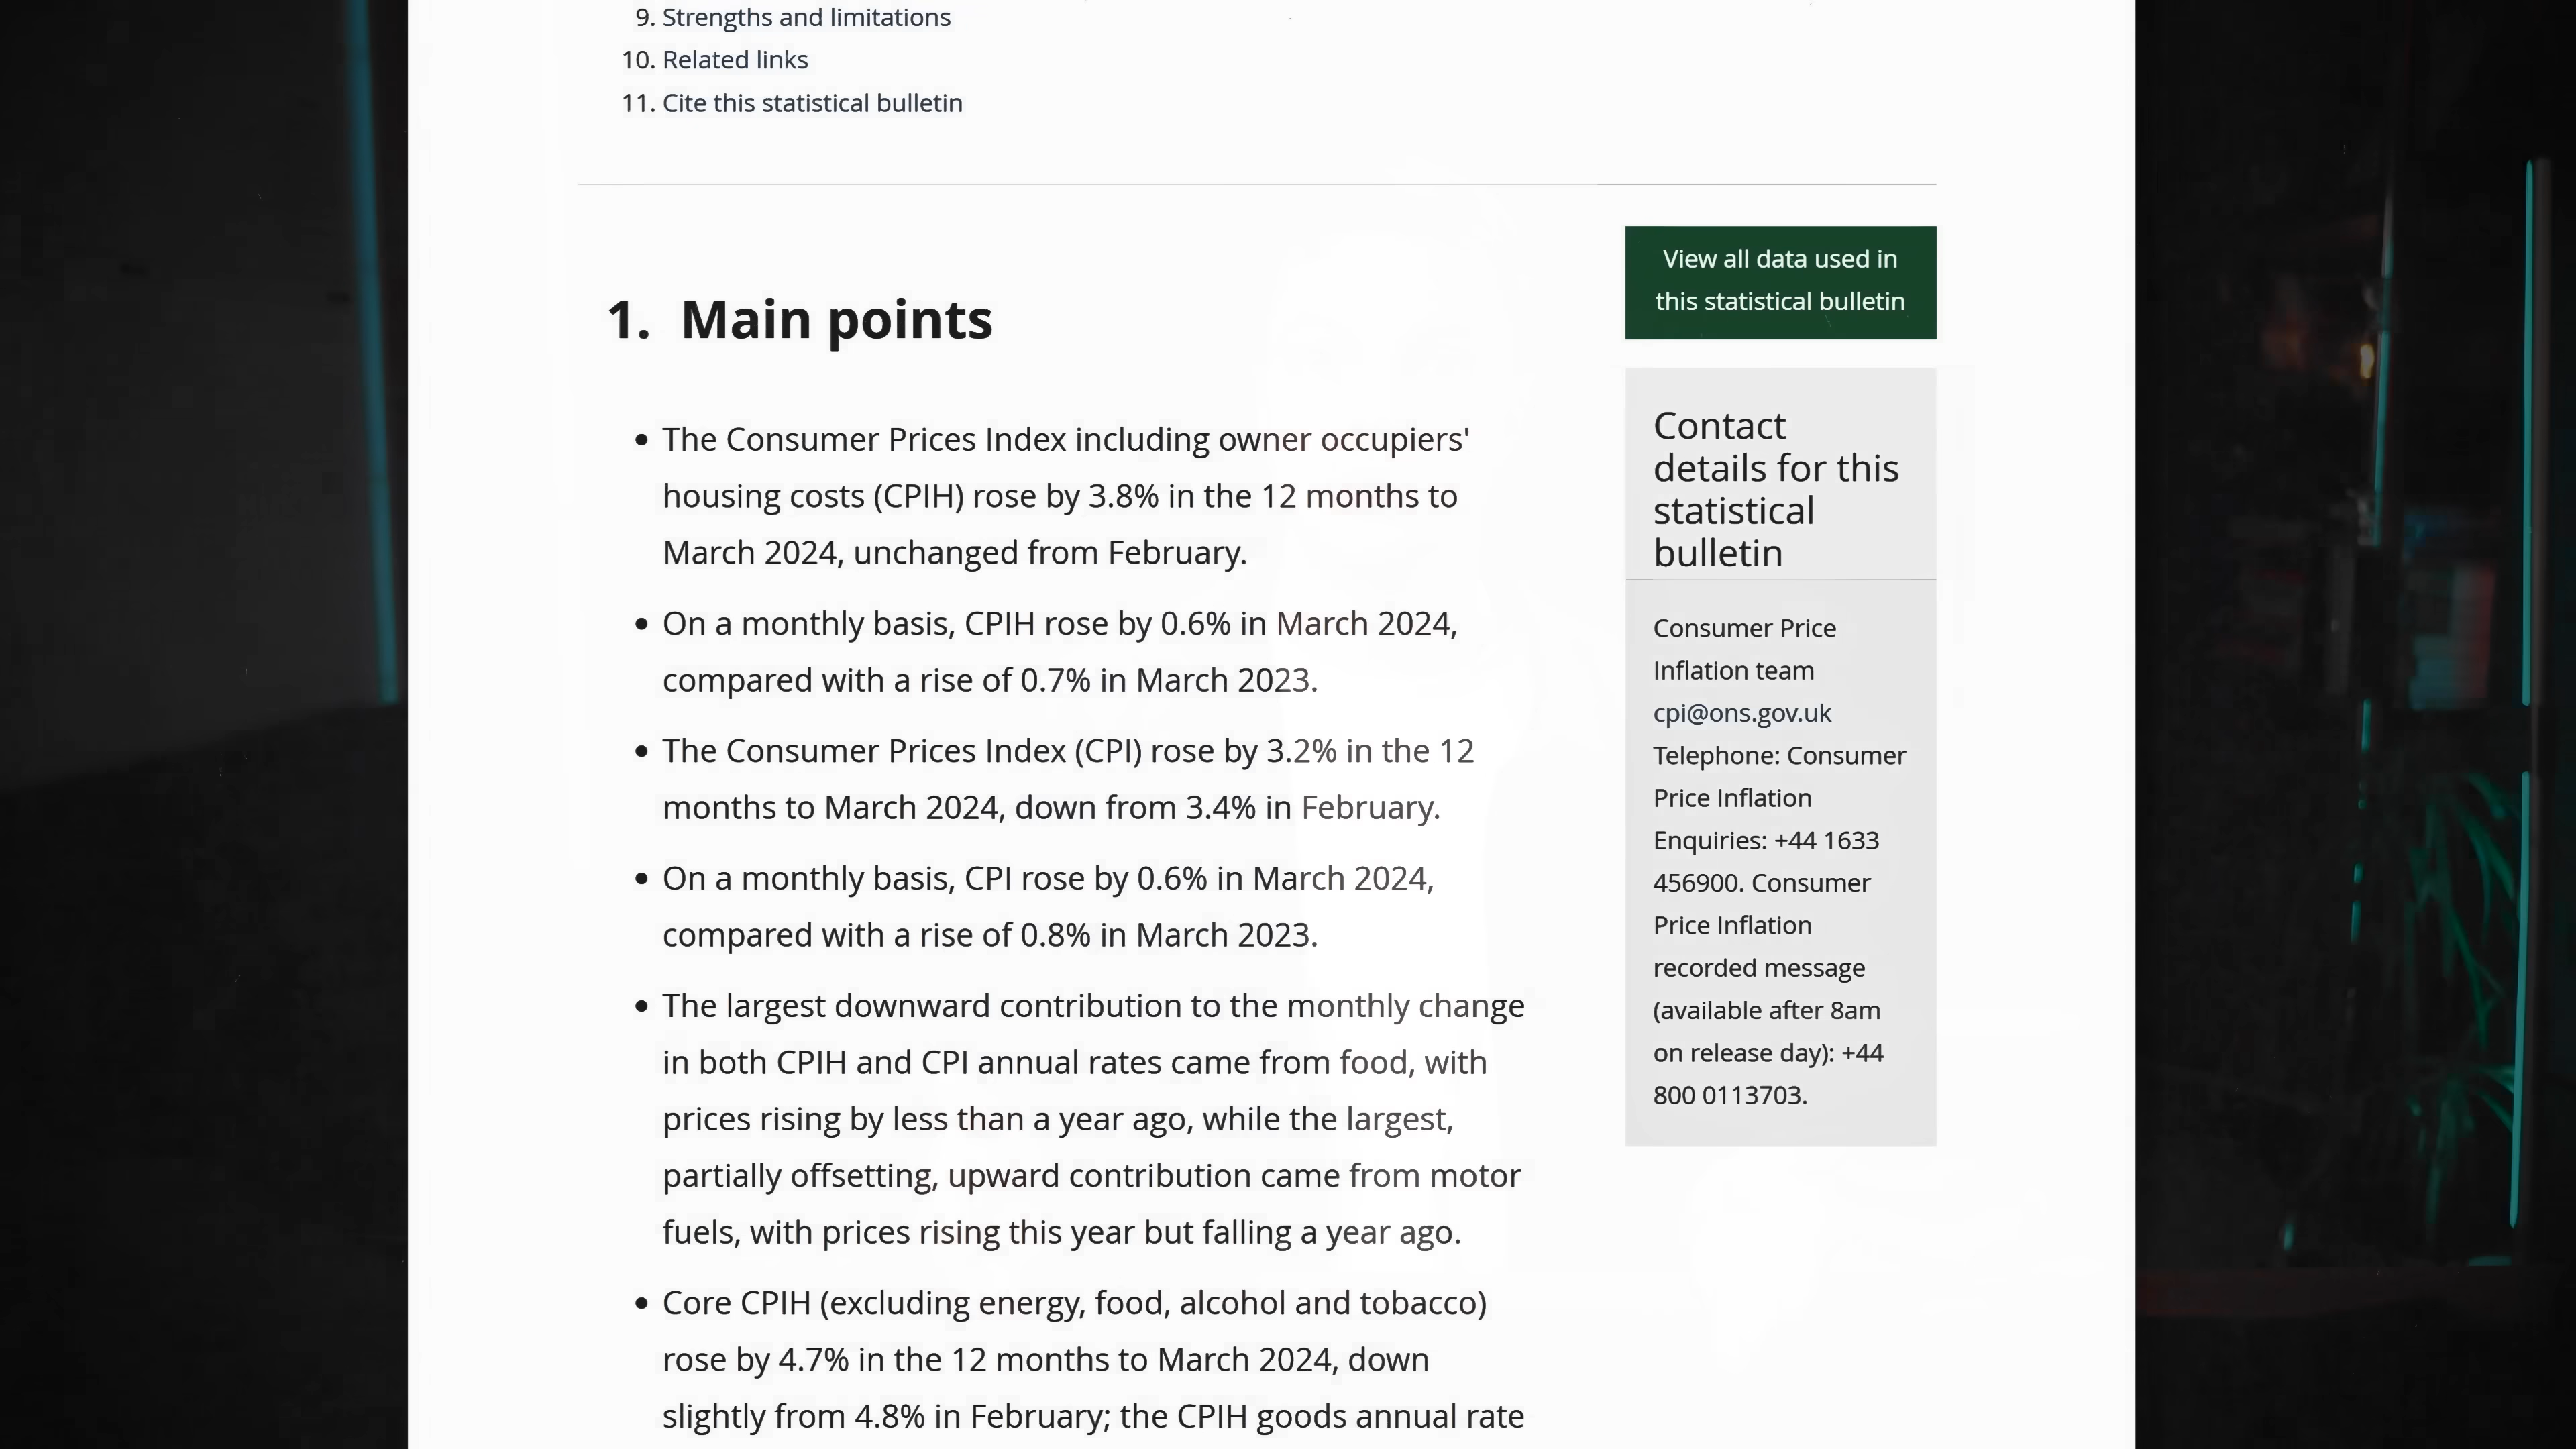 9. Strengths and limitations
10. Related links
11. Cite this statistical bulletin
1. Main points
• The Consumer Prices Index including owner occupiers'
housing costs (CPIH) rose by 3.8% in the 12 months to
March 2024, unchanged from February.
• On a monthly basis, CPIH rose by 0.6% in March 2024,
compared with a rise of 0.7% in March 2023.
• The Consumer Prices Index (CPI) rose by 3.2% in the 12
months to March 2024, down from 3.4% in February.
• On a monthly basis, CPI rose by 0.6% in March 2024,
compared with a rise of 0.8% in March 2023.
• The largest downward contribution to the monthly change
in both CPIH and CPI annual rates came from food, with
prices rising by less than a year ago, while the largest,
partially offsetting, upward contribution came from motor
fuels, with prices rising this year but falling a year ago.
• Core CPIH (excluding energy, food, alcohol and tobacco)
rose by 4.7% in the 12 months to March 2024, down
slightly from 4.8% in February; the CPIH goods annual rate
View all data used in
this statistical bulletin
Contact
details for this
statistical
bulletin
Consumer Price
Inflation team
cpi@ons.gov.uk
Telephone: Consumer
Price Inflation
Enquiries: +44 1633
456900. Consumer
Price Inflation
recorded message
(available after 8am
on release day): +44
800 0113703.